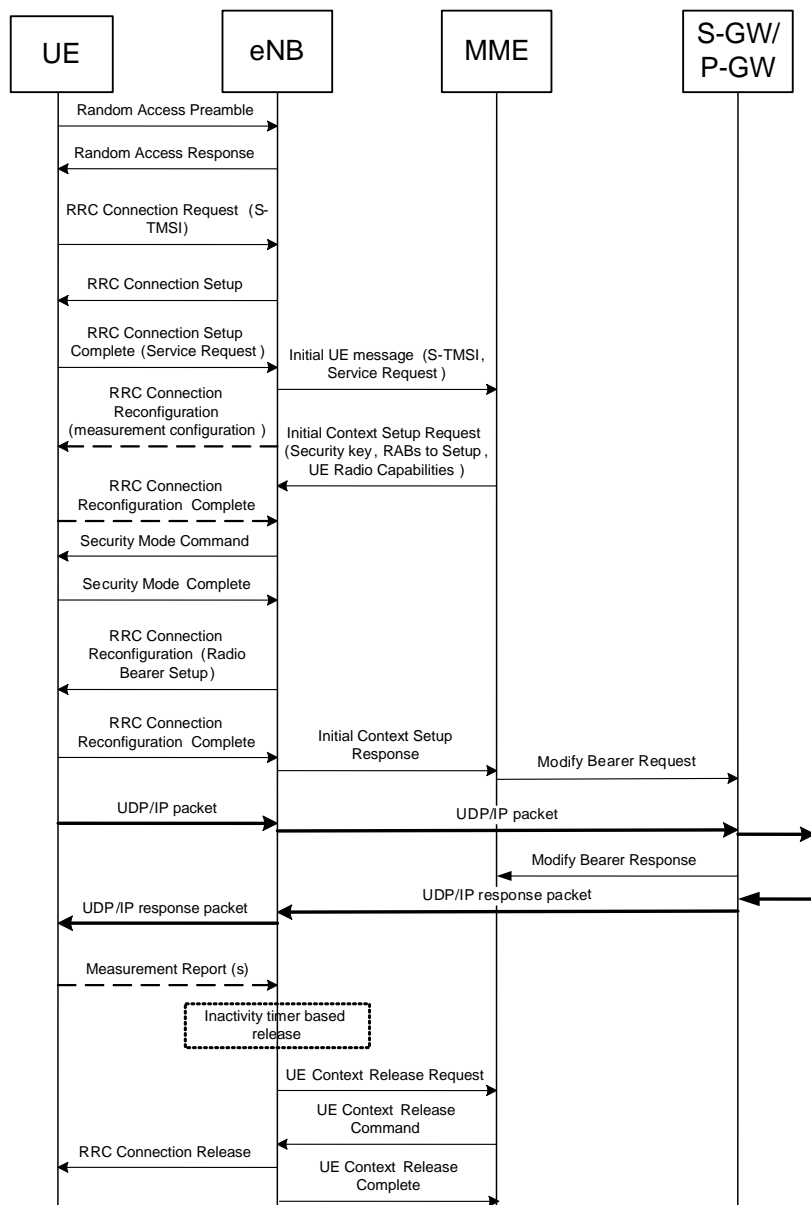 UE
eNB
MME
S-GW/
P-GW
Random Access Preamble
Random Access Response
RRC Connection Request (S-
TMSI)
RRC Connection Setup
RRC Connection Setup
Complete (Service Request)
Initial UE message (S-TMSI,
Service Request)
RRC Connection
Reconfiguration
(measurement configuration)
Initial Context Setup Request
(Security key, RABs to Setup,
UE Radio Capabilities)
RRC Connection
Reconfiguration Complete
Security Mode Command
Security Mode Complete
RRC Connection
Reconfiguration (Radio
Bearer Setup)
RRC Connection
Reconfiguration Complete
Initial Context Setup
Response
Modify Bearer Request
UDP/IP packet
UDP/IP packet
Modify Bearer Response
UDP/IP response packet
UDP/IP response packet
Measurement Report(s)
Inactivity timer based
release
UE Context Release Request
UE Context Release
Command
RRC Connection Release
UE Context Release
Complete